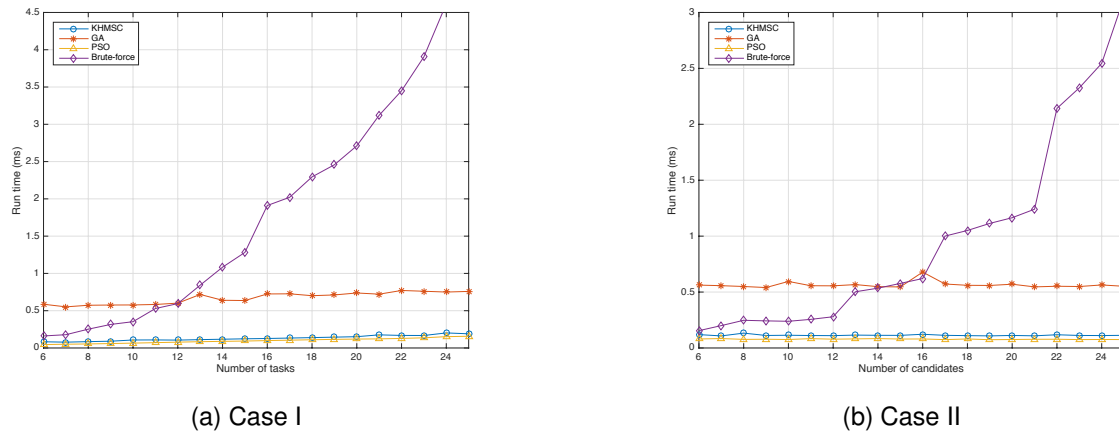 4.5
4
3.5
3
2.5
2
1.5
1
0.5
0
Run time (ms)
KHMSC
GA
PSO
Brute-force
6 8 10 12 14 16 18 20 22 24
Number of tasks
(a) Case I
3
2.5
2
1.5
1
0.5
0
Run time (ms)
KHMSC
GA
PSO
Brute-force
6 8 10 12 14 16 18 20 22 24
Number of candidates
(b) Case II